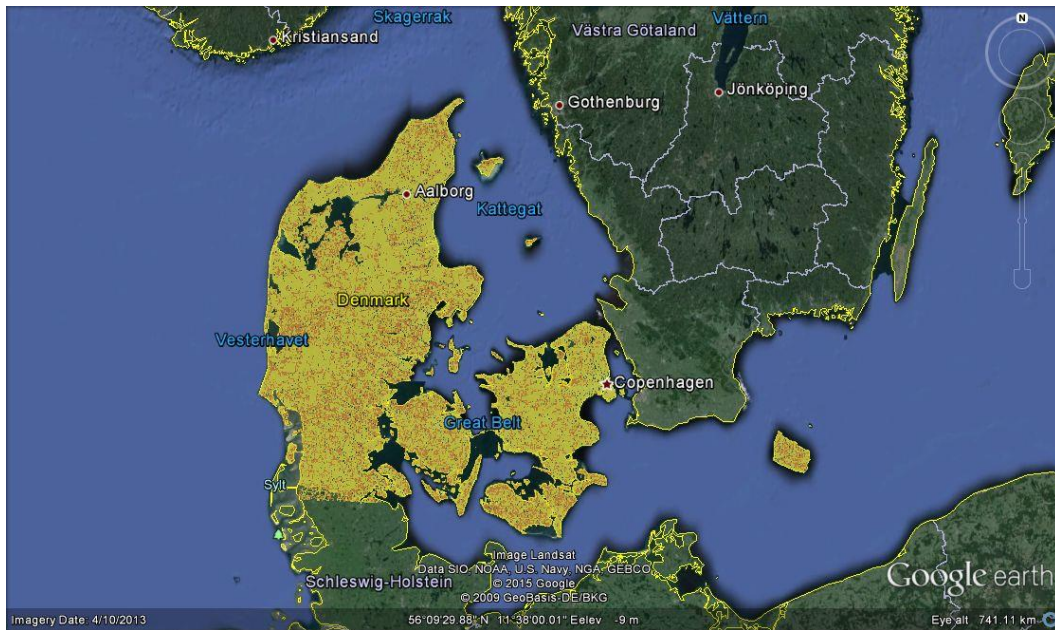 Skagerrak
Vättern
N
Kristiansand
Västra Götaland
Jönköping
Gothenburg
Aalborg
Kattegat
Denmark
Vesterhavet
Copenhagen
Great Belt
Sylt
Image Landsat
Data SIO, NOAA, U.S. Navy, NGA, GEBCO
© 2015 Google
© 2009 GeoBasis-DE/BKG
Schleswig-Holstein
Google earth
Imagery Date: 4/10/2013 56°09'29.88" N 11°38'00.01" E elev -9 m Eye alt 741.11 km